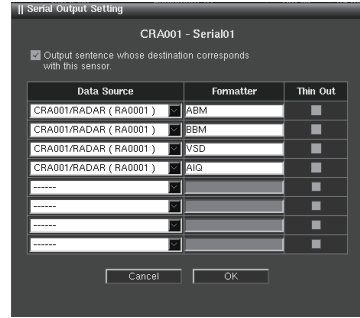 || Serial Output Setting
CRA001 - Serial01
Output sentence whose destination corresponds
with this sensor.
Data Source Formatter Thin Out
CRA001/RADAR ( RA0001 ) ABM
CRA001/RADAR ( RA0001 ) BBM
CRA001/RADAR ( RA0001 ) VSD
CRA001/RADAR ( RA0001 ) AIQ
------
------
------
------
Cancel OK